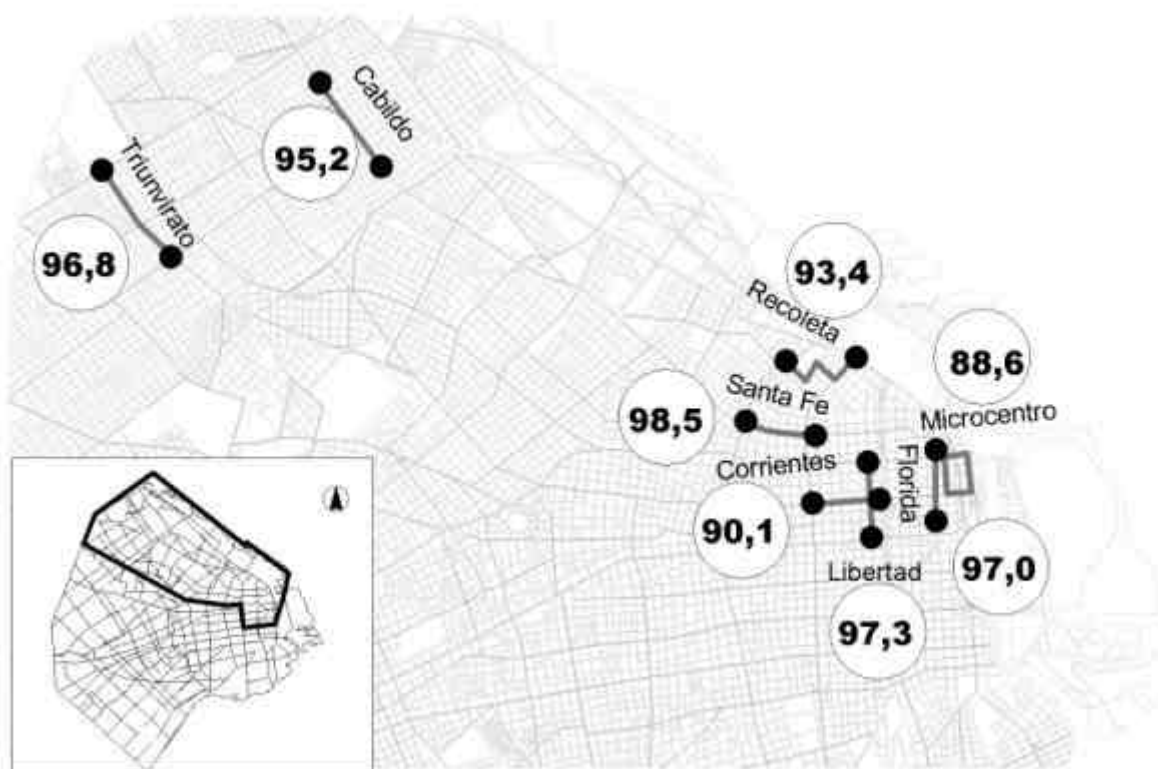 Cabildo
95,2
Triunvirato
96,8
93,4
Recoleta
88,6
Microcentro
Santa Fe
98,5
Corrientes
Florida
90,1
Libertad
97,0
97,3